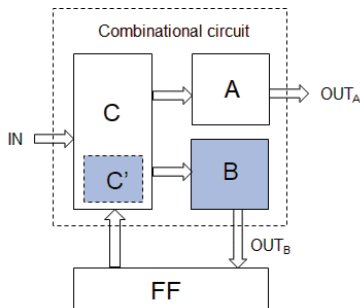 Combinational circuit
A
OUTA
C
IN
C'
B
OUTB
FF